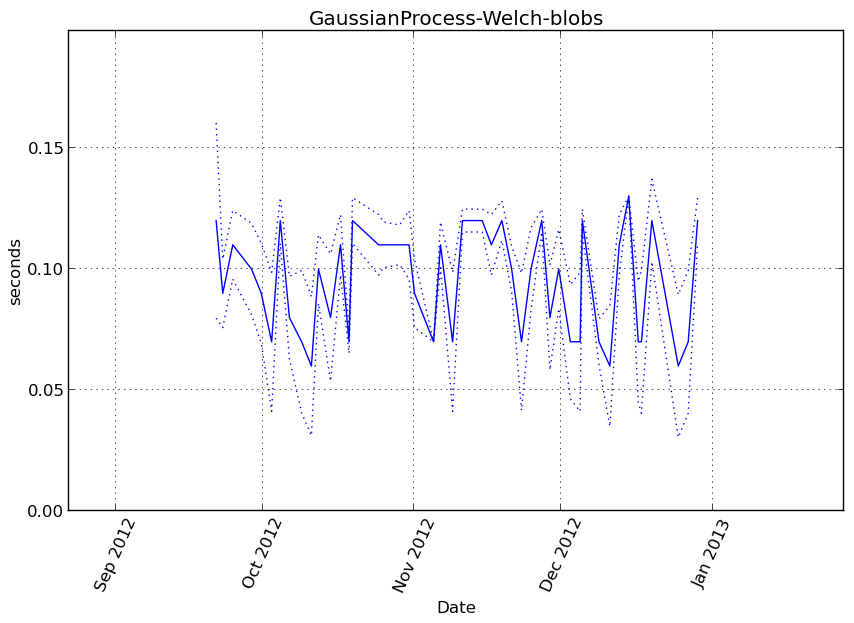 GaussianProcess-Welch-blobs
seconds
0.15
0.10
0.05
0.00
Sep 2012
Oct 2012
Nov 2012
Dec 2012
Jan 2013
Date